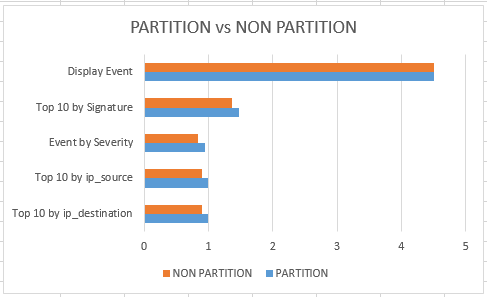 PARTITION vs NON PARTITION
Display Event
Top 10 by Signature
Event by Severity
Top 10 by ip_source
Top 10 by ip_destination
0 1 2 3 4 5
NON PARTITION PARTITION